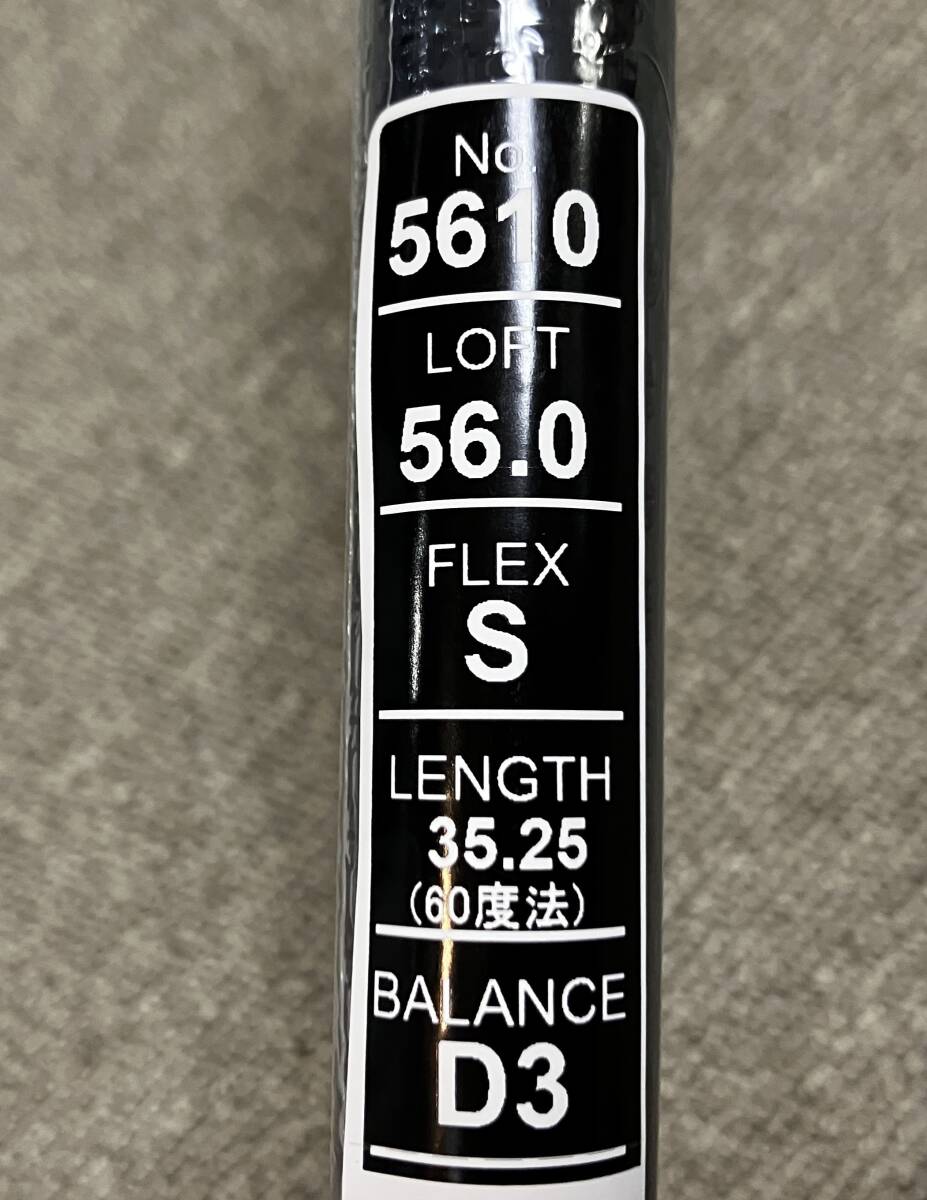 No.
5610
LOFT
56.0
FLEX
S
LENGTH
35.25
(60度法)
BALANCE
D3